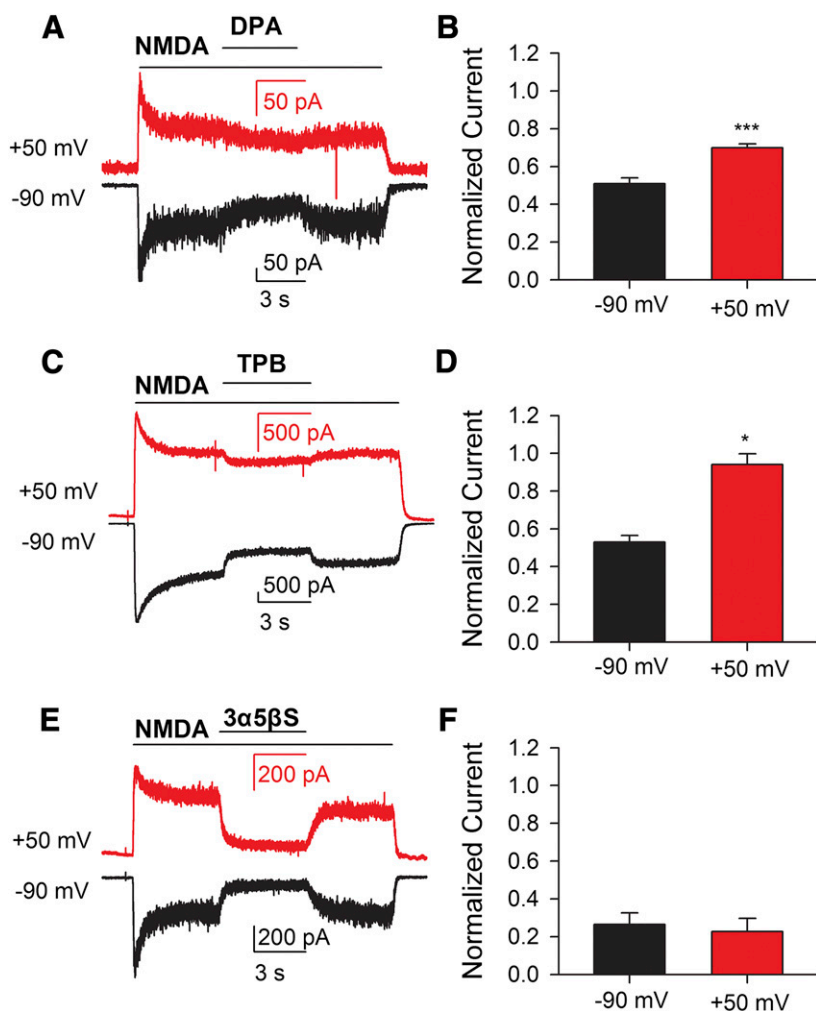 A
DPA
NMDA
50 pA
+50 mV
-90 mV
50 pA
3 s
B
Normalized Current
1.2
1.0
0.8
0.6
0.4
0.2
0.0
***
-90 mV
+50 mV
C
TPB
NMDA
500 pA
+50 mV
-90 mV
500 pA
3 s
D
Normalized Current
1.2
1.0
0.8
0.6
0.4
0.2
0.0
*
-90 mV
+50 mV
E
3α5βS
NMDA
200 pA
+50 mV
-90 mV
200 pA
3 s
F
Normalized Current
1.2
1.0
0.8
0.6
0.4
0.2
0.0
-90 mV
+50 mV